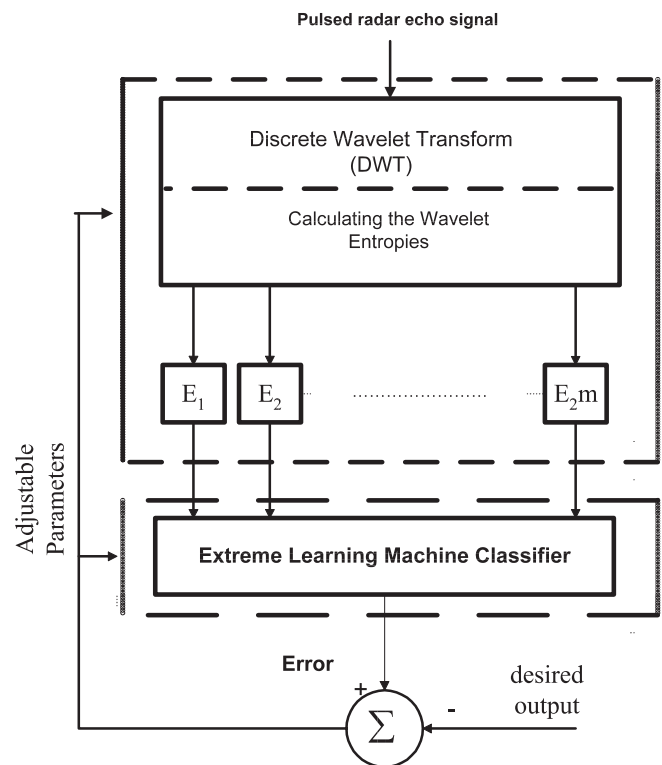 Pulsed radar echo signal
Discrete Wavelet Transform
(DWT)
Calculating the Wavelet
Entropies
E1 E2 E2m
Adjustable
Parameters
Extreme Learning Machine Classifier
Error
+
Σ
-
desired
output